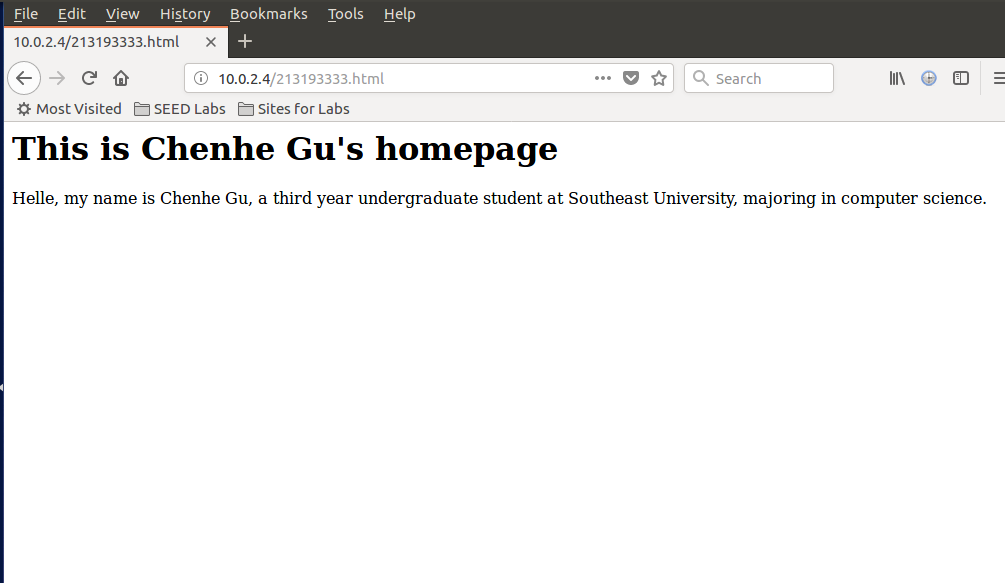 File Edit View History Bookmarks Tools Help
10.0.2.4/213193333.html
10.0.2.4/213193333.html Search
Most Visited SEED Labs Sites for Labs
This is Chenhe Gu's homepage
Helle, my name is Chenhe Gu, a third year undergraduate student at Southeast University, majoring in computer science.